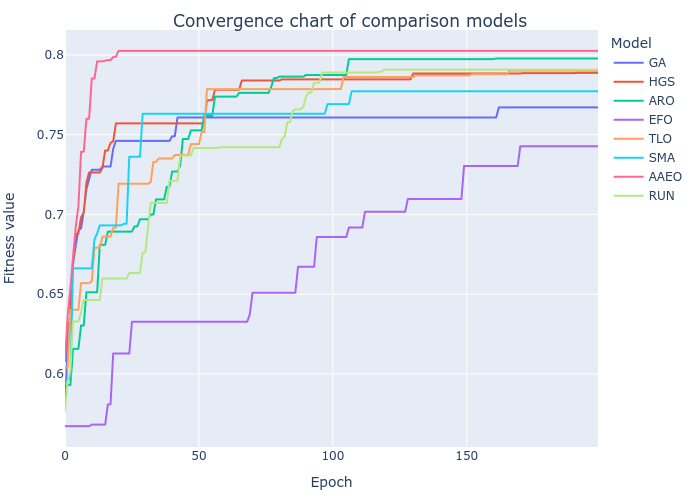 Convergence chart of comparison models
Model
GA
HGS
ARO
EFO
TLO
SMA
AAEO
RUN
Fitness value
0.8
0.75
0.7
0.65
0.6
0
50
100
150
Epoch